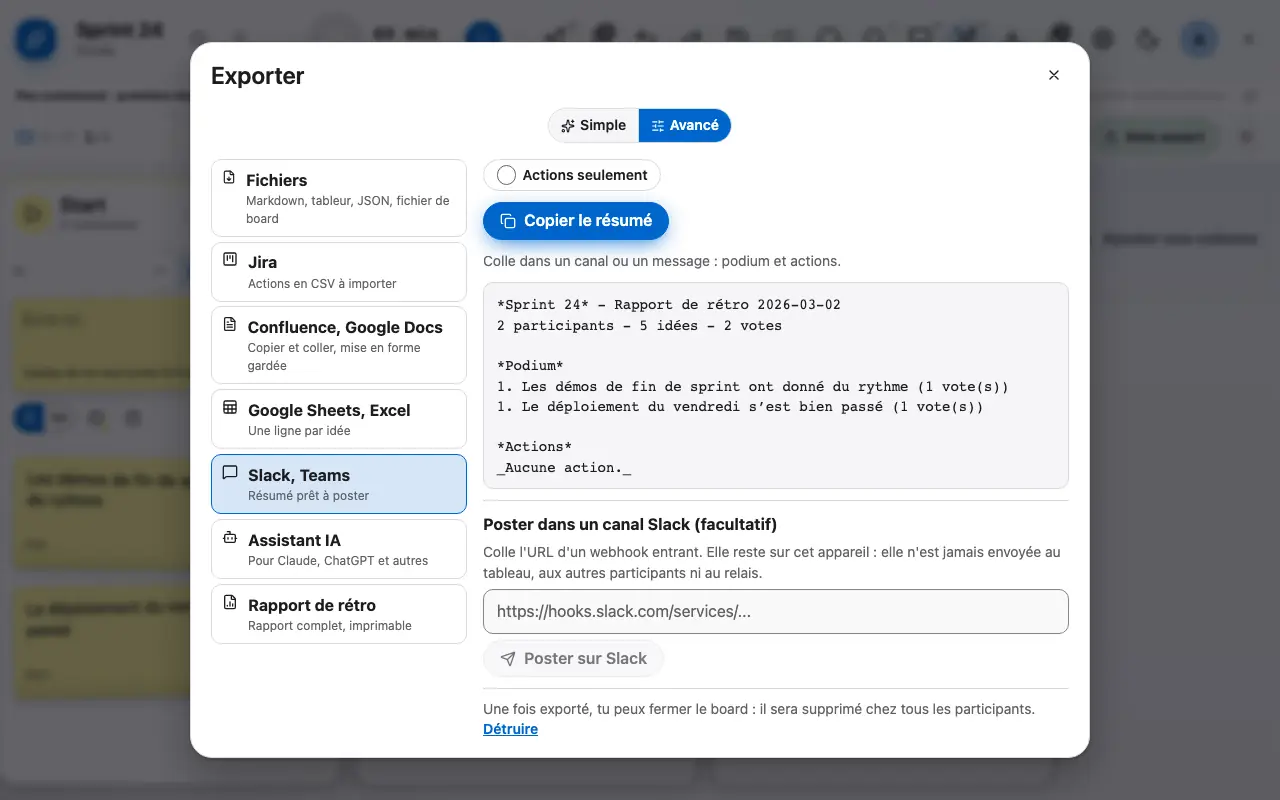 Sprint 24
Start
Exporter
Simple
Avancé
Fichiers
Markdown, tableur, JSON, fichier de
board
Jira
Actions en CSV à importer
Confluence, Google Docs
Copier et coller, mise en forme
gardée
Google Sheets, Excel
Une ligne par idée
Slack, Teams
Résumé prêt à poster
Assistant IA
Pour Claude, ChatGPT et autres
Rapport de rétro
Rapport complet, imprimable
Actions seulement
Copier le résumé
Colle dans un canal ou un message : podium et actions.
*Sprint 24* – Rapport de rétro 2026-03-02
2 participants – 5 idées – 2 votes
*Podium*
1. Les démos de fin de sprint ont donné du rythme (1 vote(s))
1. Le déploiement du vendredi s’est bien passé (1 vote(s))
*Actions*
_Aucune action._
Poster dans un canal Slack (facultatif)
Colle l'URL d'un webhook entrant. Elle reste sur cet appareil : elle n'est jamais envoyée au
tableau, aux autres participants ni au relais.
https://hooks.slack.com/services/...
Poster sur Slack
Une fois exporté, tu peux fermer le board : il sera supprimé chez tous les participants.
Détruire